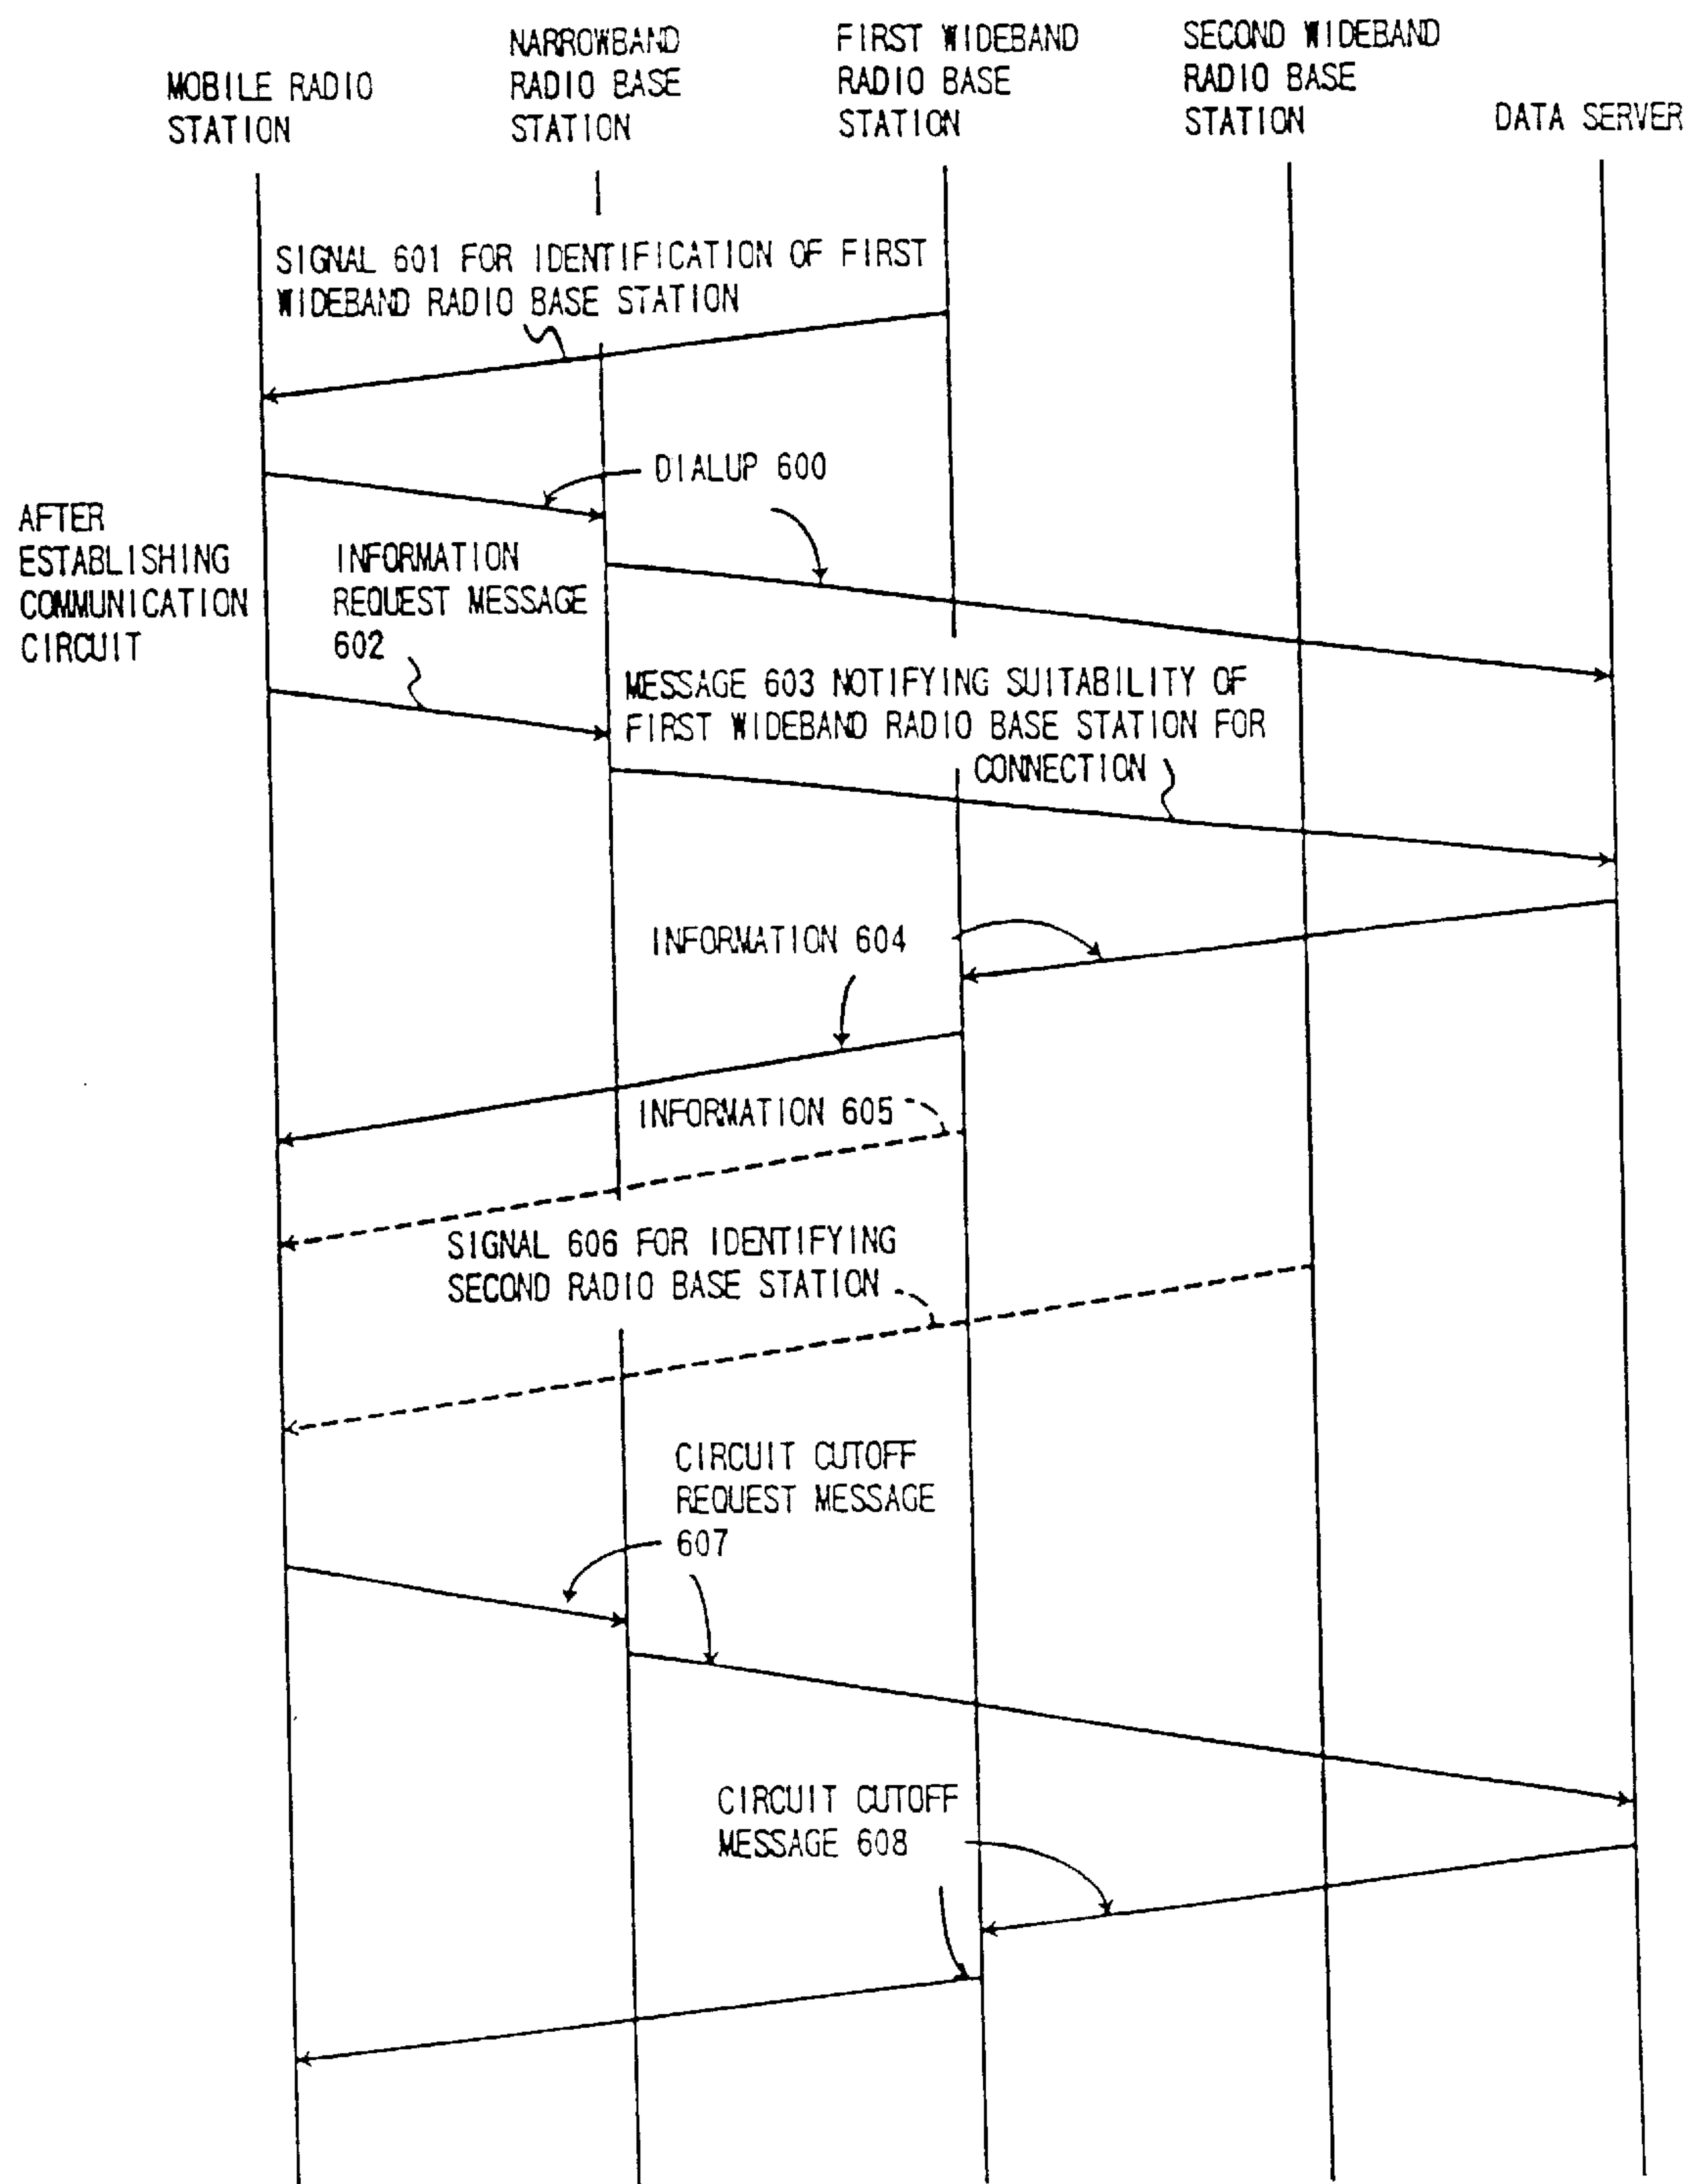 MOBILE RADIO
STATION
NARROWBAND
RADIO BASE
STATION
FIRST WIDEBAND
RADIO BASE
STATION
SECOND WIDEBAND
RADIO BASE
STATION
DATA SERVER
SIGNAL 601 FOR IDENTIFICATION OF FIRST
WIDEBAND RADIO BASE STATION
DIALUP 600
AFTER
ESTABLISHING
COMMUNICATION
CIRCUIT
INFORMATION
REQUEST MESSAGE
602
MESSAGE 603 NOTIFYING SUITABILITY OF
FIRST WIDEBAND RADIO BASE STATION FOR
CONNECTION
INFORMATION 604
INFORMATION 605
SIGNAL 606 FOR IDENTIFYING
SECOND RADIO BASE STATION
CIRCUIT CUTOFF
REQUEST MESSAGE
607
CIRCUIT CUTOFF
MESSAGE 608